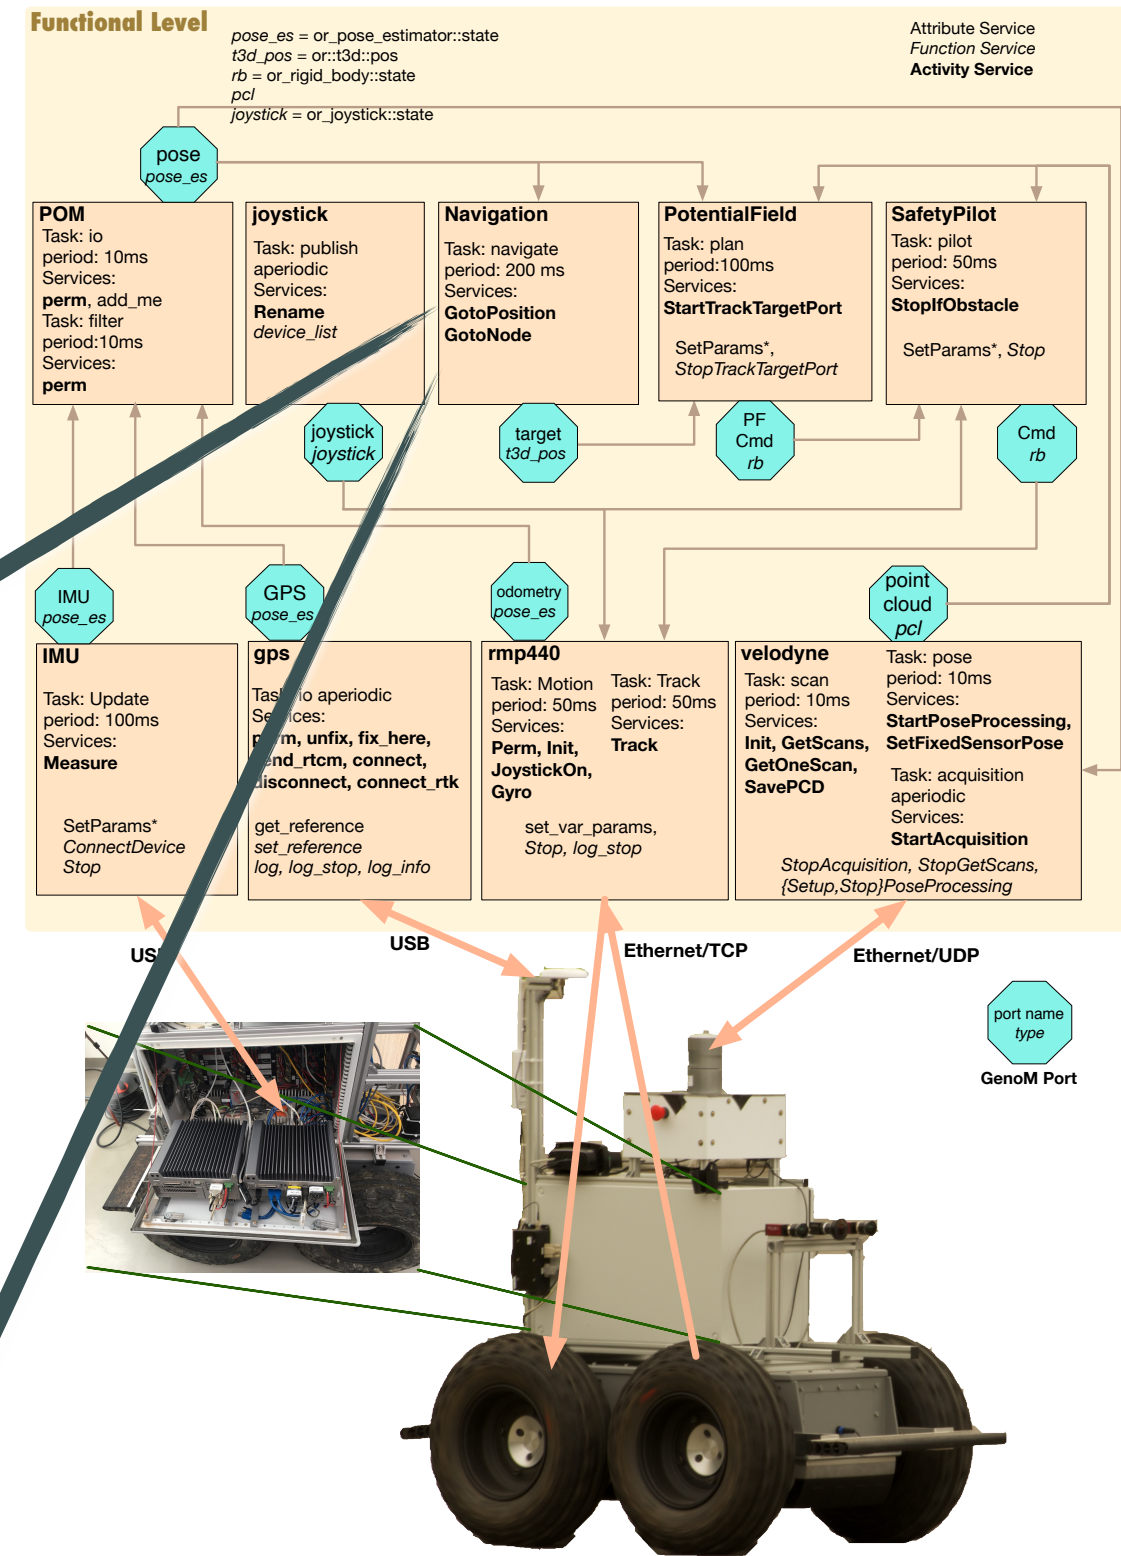 Functional Level
pose_es = or_pose_estimator::state
t3d_pos = or::t3d::pos
rb = or_rigid_body::state
pcl
joystick = or_joystick::state
Attribute Service
Function Service
Activity Service
pose
pose_es
POM
Task: io
period: 10ms
Services:
perm, add_me
Task: filter
period:10ms
Services:
perm
joystick
Task: publish
aperiodic
Services:
Rename
device_list
Navigation
Task: navigate
period: 200 ms
Services:
GotoPosition
GotoNode
PotentialField
Task: plan
period:100ms
Services:
StartTrackTargetPort
SetParams*,
StopTrackTargetPort
SafetyPilot
Task: pilot
period: 50ms
Services:
StopIfObstacle
SetParams*, Stop
joystick
joystick
target
t3d_pos
PF
Cmd
rb
Cmd
rb
IMU
pose_es
GPS
pose_es
odometry
pose_es
point
cloud
pcl
IMU
Task: Update
period: 100ms
Services:
Measure
SetParams*
ConnectDevice
Stop
gps
Task: io aperiodic
Services:
perm, unfix, fix_here,
send_rtcm, connect,
disconnect, connect_rtk
get_reference
set_reference
log, log_stop, log_info
rmp440
Task: Motion
period: 50ms
Services:
Perm, Init,
JoystickOn,
Gyro
Task: Track
period: 50ms
Services:
Track
set_var_params,
Stop, log_stop
velodyne
Task: scan
period: 10ms
Services:
Init, GetScans,
GetOneScan,
SavePCD
Task: pose
period: 10ms
Services:
StartPoseProcessing,
SetFixedSensorPose
Task: acquisition
aperiodic
Services:
StartAcquisition
StopAcquisition, StopGetScans,
{Setup,Stop}PoseProcessing
USB
USB
Ethernet/TCP
Ethernet/UDP
port name
type
GenoM Port